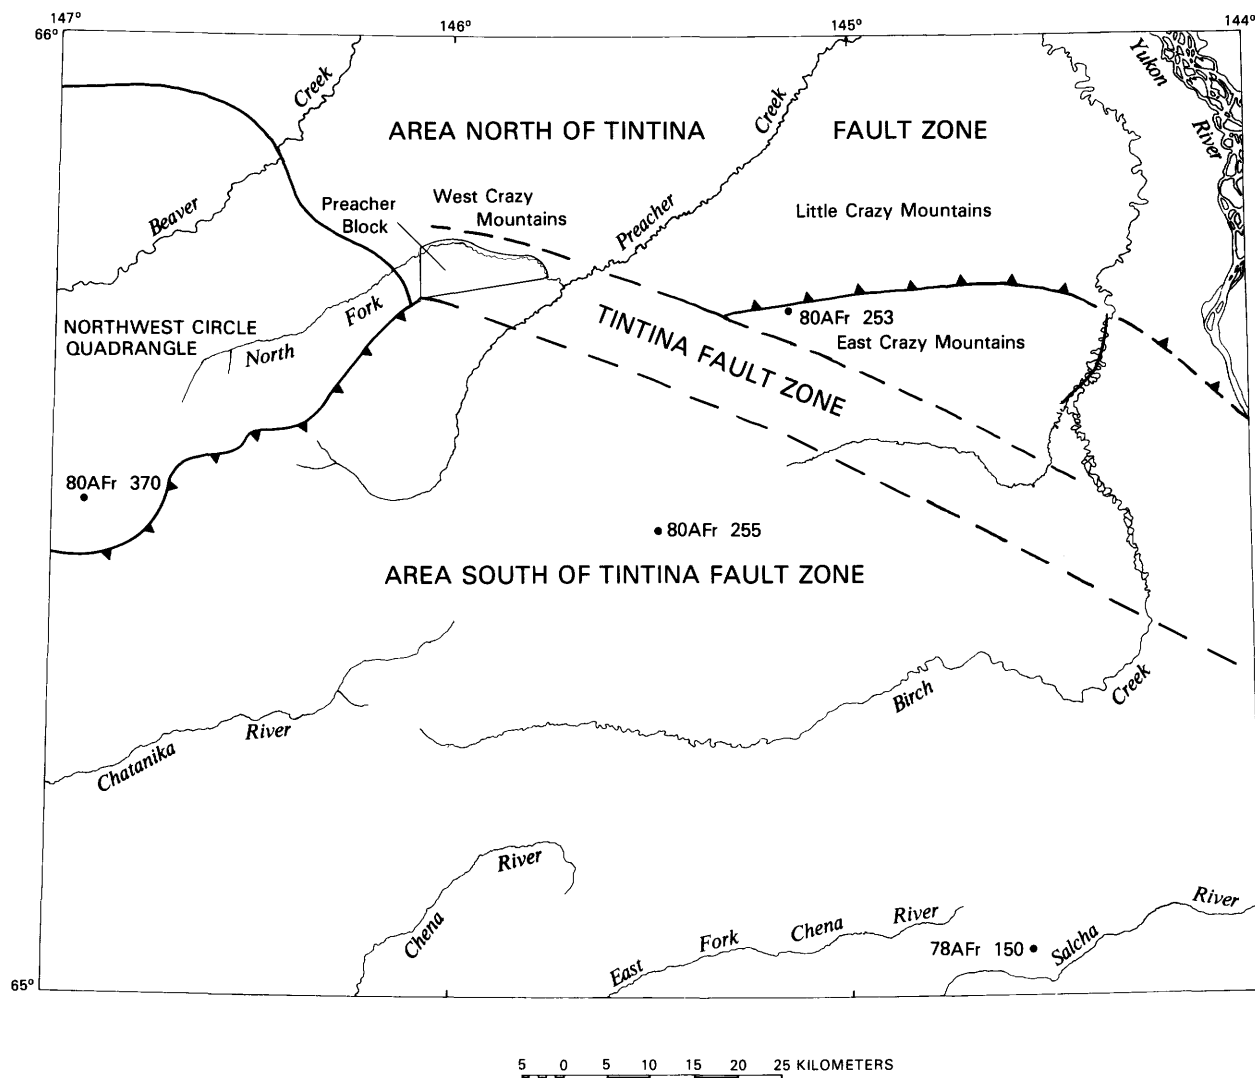 147° 146° 145° 144°
66°
Creek
Yukon
River
AREA NORTH OF TINTINA FAULT ZONE
Creek
Beaver
Preacher
Block
West Crazy
Mountains
Preacher
Little Crazy Mountains
Fork
North
NORTHWEST CIRCLE
QUADRANGLE
80AFr 253
East Crazy Mountains
TINTINA FAULT ZONE
80AFr 370
80AFr 255
AREA SOUTH OF TINTINA FAULT ZONE
Birch
Creek
Chatanika River
River
Chena
East Fork Chena River
78AFr 150
Salcha River
65°
5 0 5 10 15 20 25 KILOMETERS